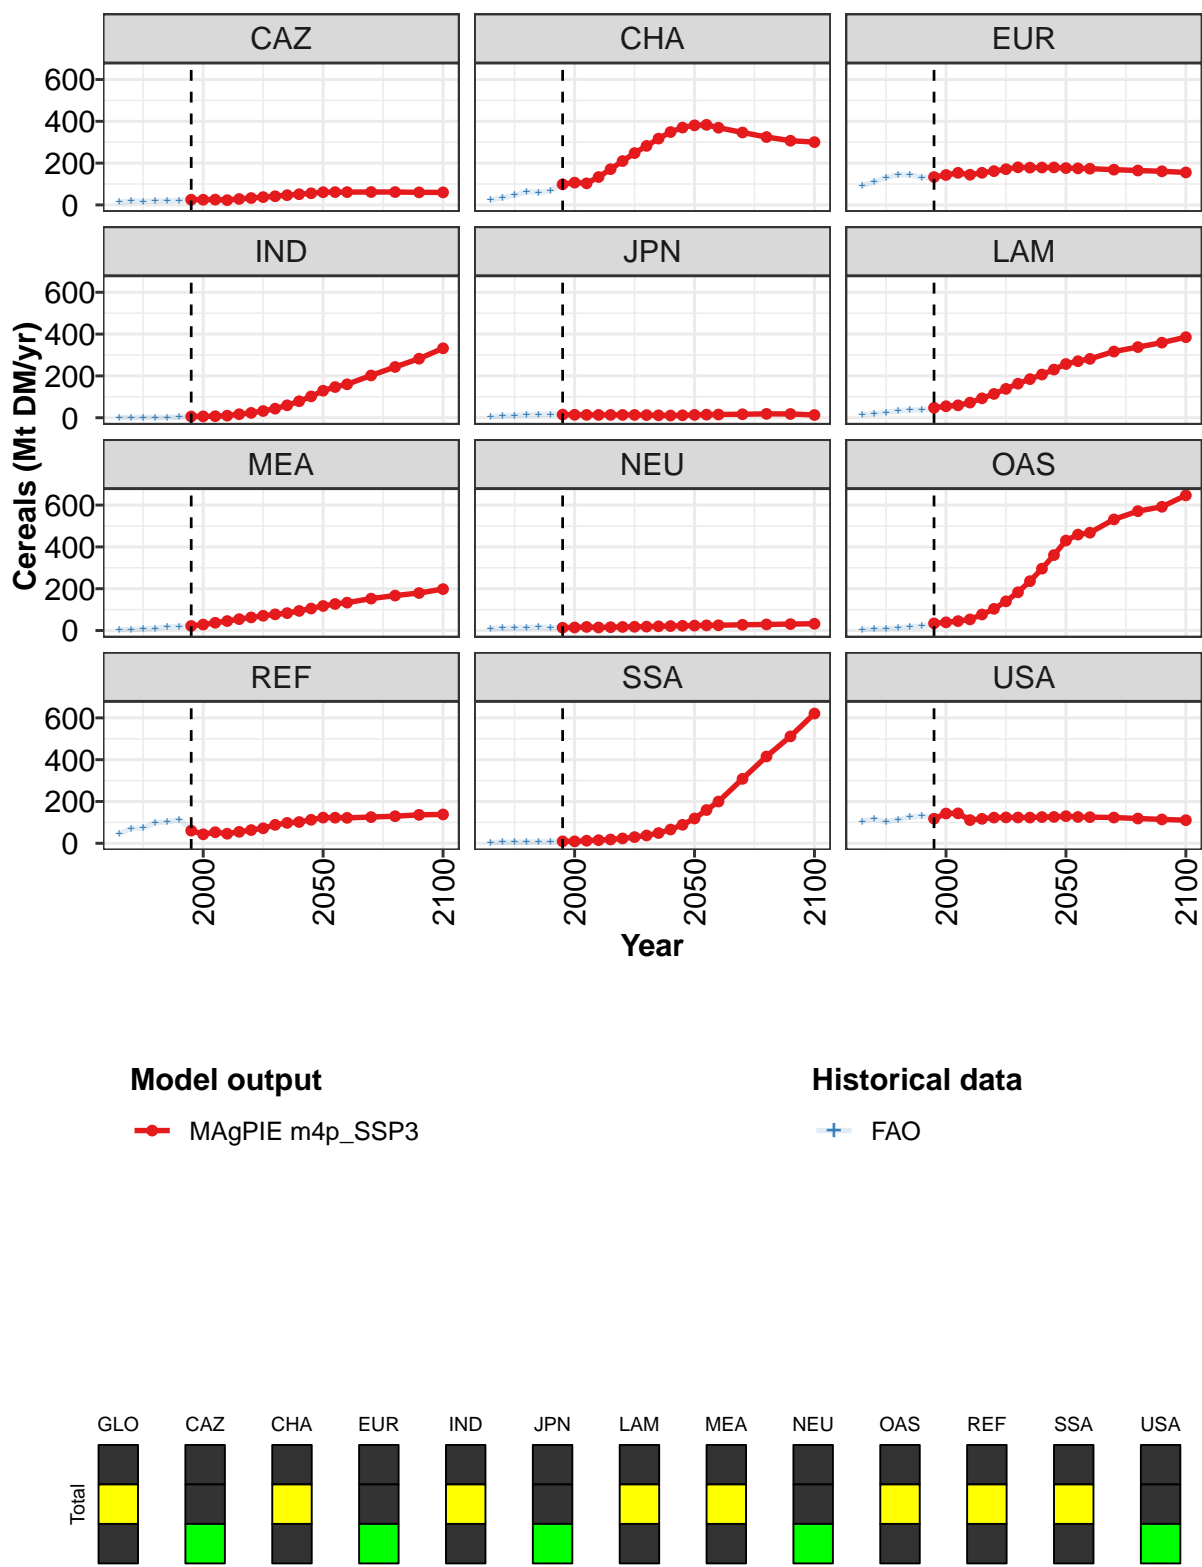 CAZ CHA EUR
600
400
200
0
IND JPN LAM
600
400
200
0
Cereals (Mt DM/yr)
MEA NEU OAS
600
400
200
0
REF SSA USA
600
400
200
0
2000 2050 2100 2000 2050 2100 2000 2050 2100
Year
Model output Historical data
MAgPIE m4p_SSP3 FAO
GLO CAZ CHA EUR IND JPN LAM MEA NEU OAS REF SSA USA
Total